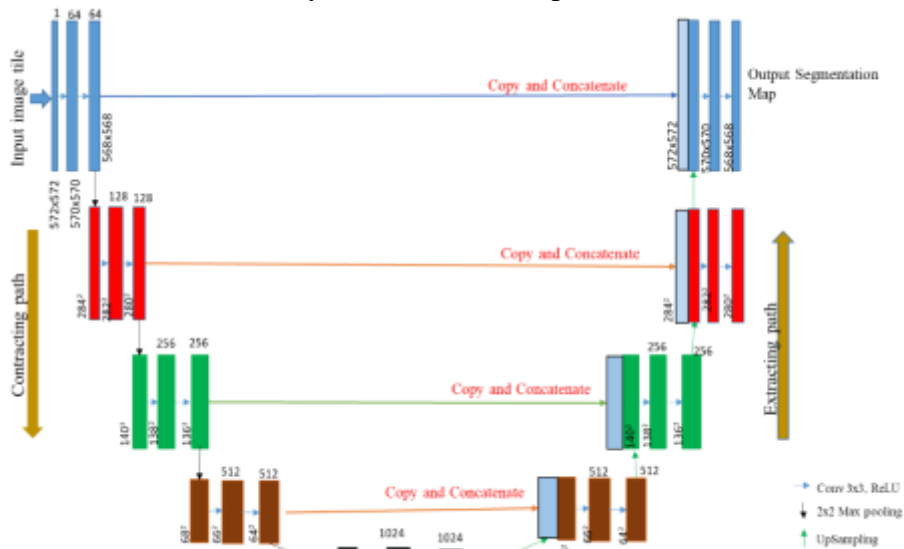 1 64 64
Input image tile
572x572
570x570
568x568
Copy and Concatenate
572x572
570x570
568x568
Output Segmentation
Map
128 128
284²
282²
280²
Copy and Concatenate
284²
282²
280²
Contracting path
Extracting path
256 256
140²
138²
136²
Copy and Concatenate
256 256
140²
138²
136²
512 512
68²
66²
64²
Copy and Concatenate
512 512
66²
64²
1024 1024
Conv 3x3, ReLU
2x2 Max pooling
UpSampling